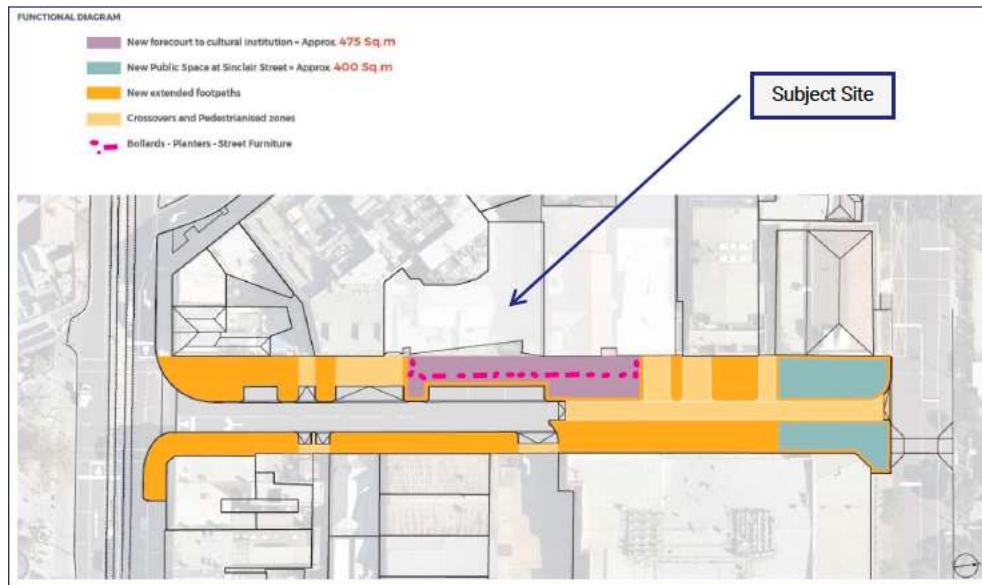 FUNCTIONAL DIAGRAM
New forecourt to cultural institution = Approx. 475 Sq.m
New Public Space at Sinclair Street = Approx. 400 Sq.m
New extended footpaths
Crossovers and Pedestrianised zones
Bollards - Planters - Street Furniture
Subject Site